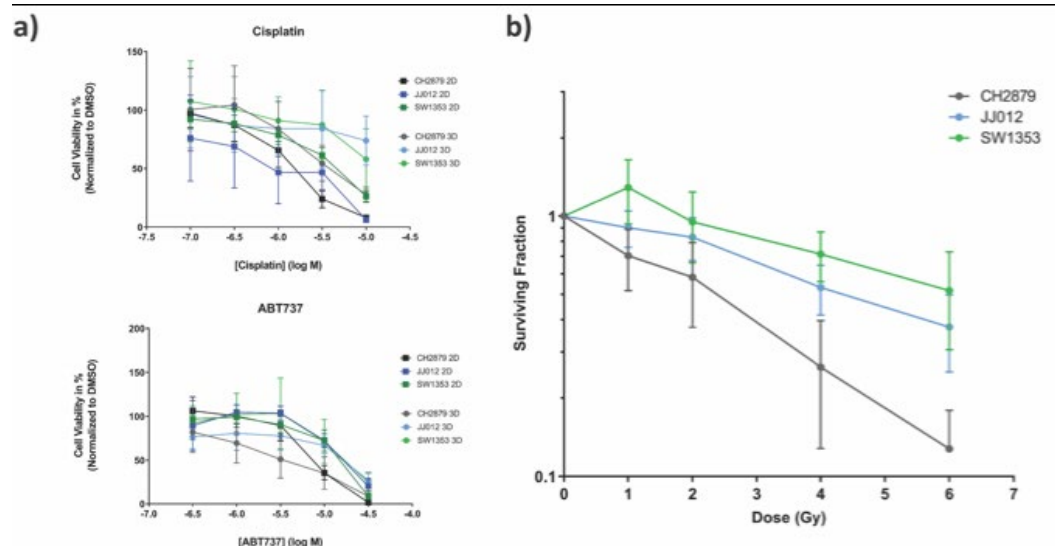 a)
Cisplatin
Cell Viability in %
(Normalized to DMSO)
150
100
50
0
-7.5 -7.0 -6.5 -6.0 -5.5 -5.0 -4.5
[Cisplatin] (log M)
CH2879 2D
JJ012 2D
SW1353 2D
CH2879 3D
JJ012 3D
SW1353 3D
ABT737
Cell Viability in %
(Normalized to DMSO)
200
150
100
50
0
-7.0 -6.5 -6.0 -5.5 -5.0 -4.5 -4.0
[ABT737] (log M)
CH2879 2D
JJ012 2D
SW1353 2D
CH2879 3D
JJ012 3D
SW1353 3D
b)
Surviving Fraction
1
0.1
0 1 2 3 4 5 6 7
Dose (Gy)
CH2879
JJ012
SW1353